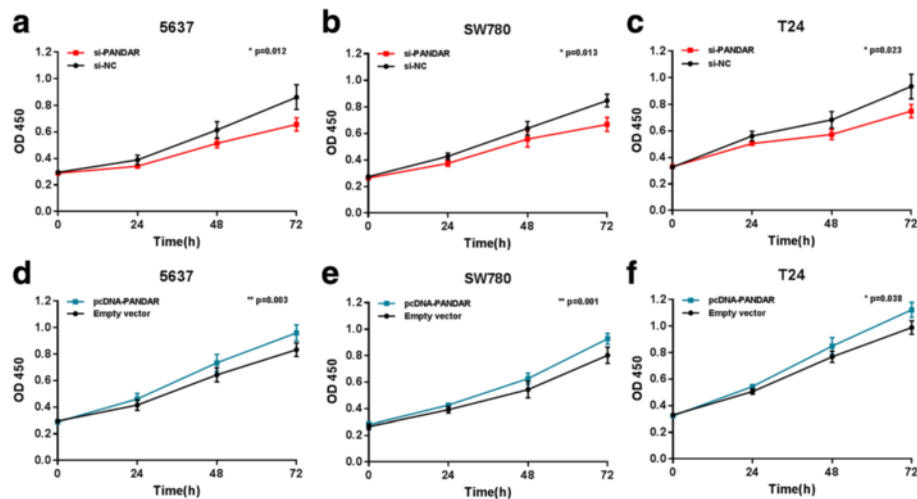 a
5637
1.2
1.0
0.8
0.6
0.4
0.2
0.0
OD 450
si-PANDAR
si-NC
* p=0.012
0 24 48 72
Time(h)
b
SW780
1.2
1.0
0.8
0.6
0.4
0.2
0.0
OD 450
si-PANDAR
si-NC
* p=0.013
0 24 48 72
Time(h)
c
T24
1.2
1.0
0.8
0.6
0.4
0.2
0.0
OD 450
si-PANDAR
si-NC
* p=0.023
0 24 48 72
Time(h)
d
5637
1.2
1.0
0.8
0.6
0.4
0.2
0.0
OD 450
pcDNA-PANDAR
Empty vector
** p=0.003
0 24 48 72
Time(h)
e
SW780
1.2
1.0
0.8
0.6
0.4
0.2
0.0
OD 450
pcDNA-PANDAR
Empty vector
** p=0.001
0 24 48 72
Time(h)
f
T24
1.2
1.0
0.8
0.6
0.4
0.2
0.0
OD 450
pcDNA-PANDAR
Empty vector
* p=0.038
0 24 48 72
Time(h)